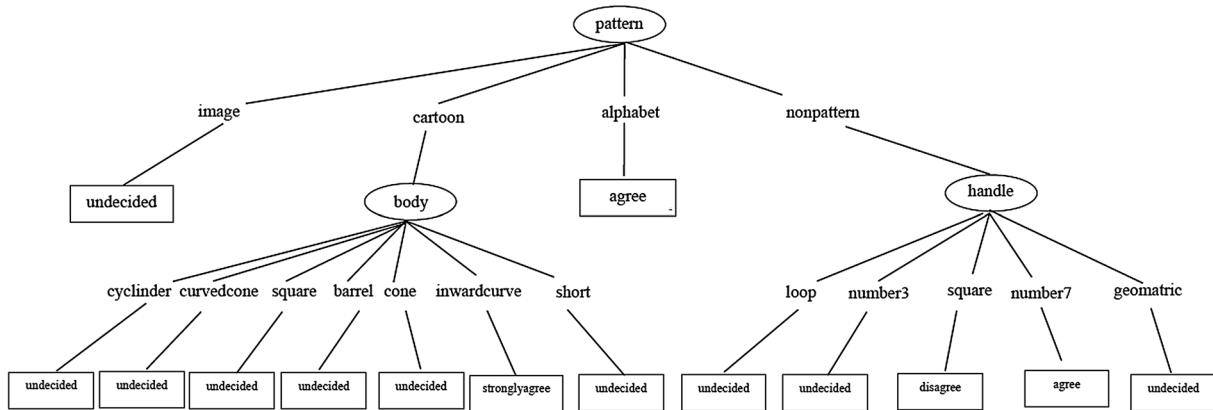 pattern
image
cartoon
alphabet
nonpattern
undecided
body
agree
handle
cyclinder curvedcone square barrel cone inwardcurve short
loop number3 square number7 geomatric
undecided undecided undecided undecided undecided stronglyagree undecided
undecided undecided disagree agree undecided